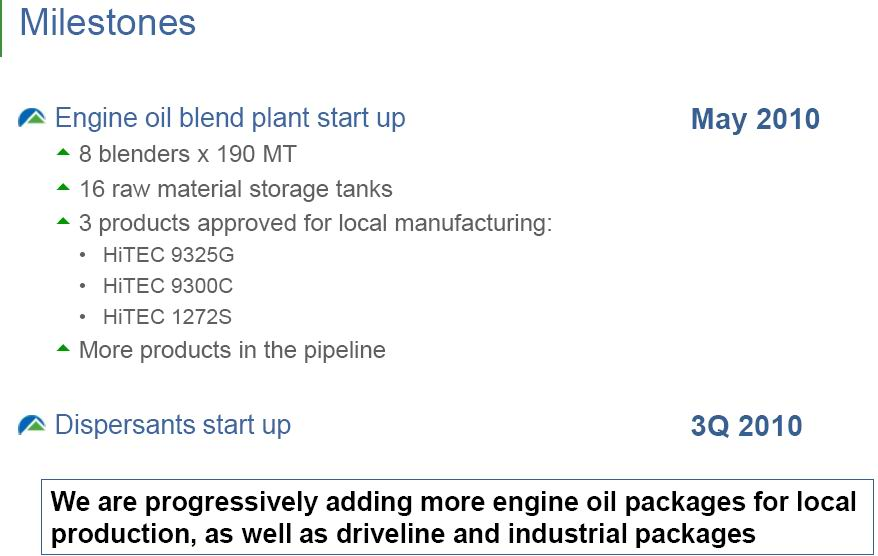 Milestones
Engine oil blend plant start up May 2010
8 blenders x 190 MT
16 raw material storage tanks
3 products approved for local manufacturing:
• HiTEC 9325G
• HiTEC 9300C
• HiTEC 1272S
More products in the pipeline
Dispersants start up 3Q 2010
We are progressively adding more engine oil packages for local
production, as well as driveline and industrial packages